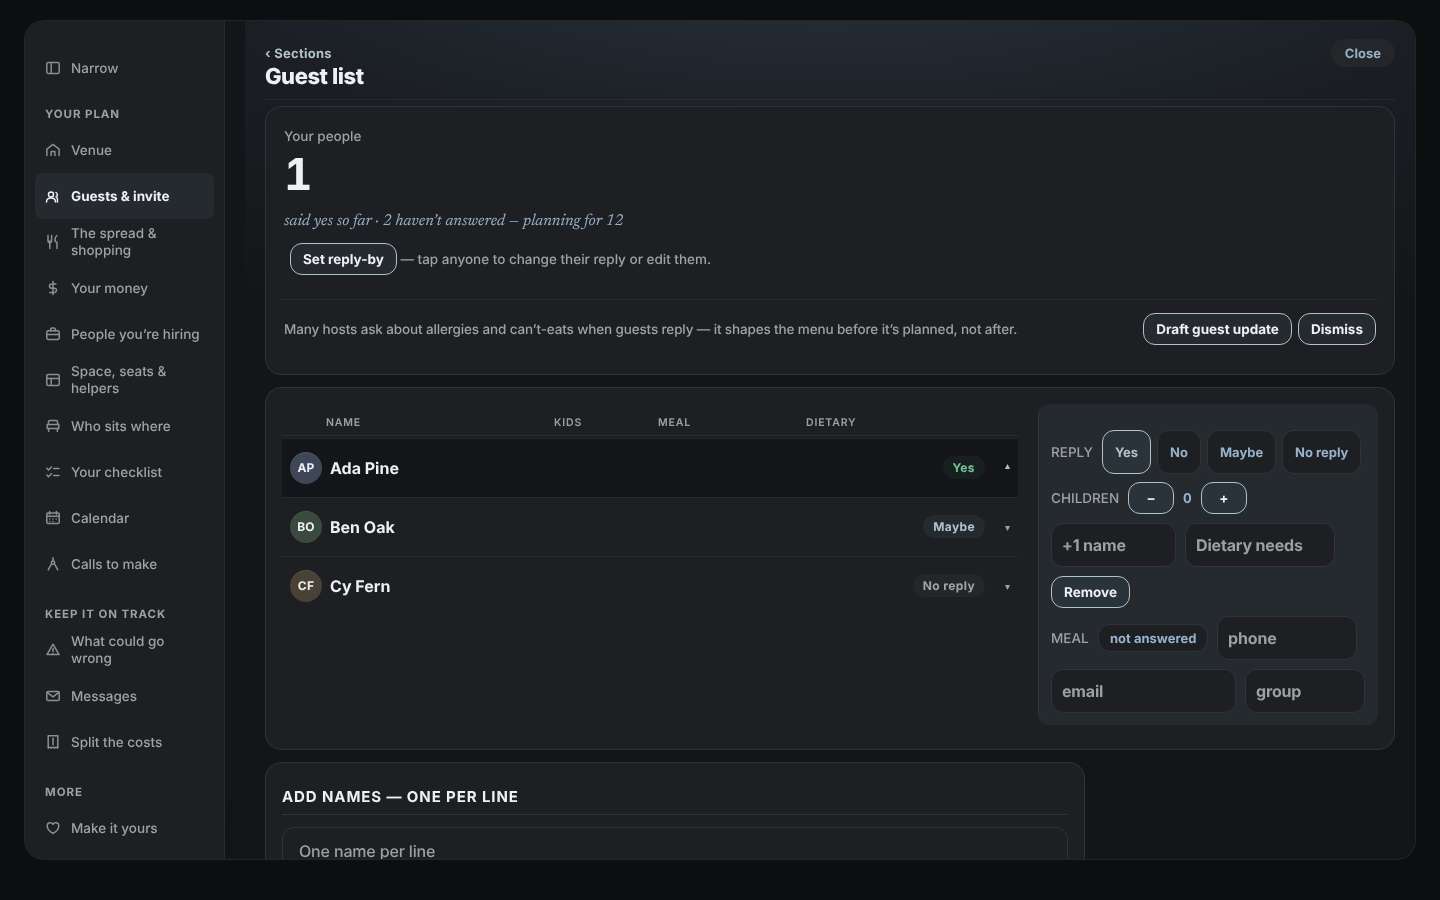 Narrow
YOUR PLAN
Venue
Guests & invite
The spread &
shopping
Your money
People you’re hiring
Space, seats &
helpers
Who sits where
Your checklist
Calendar
Calls to make
KEEP IT ON TRACK
What could go
wrong
Messages
Split the costs
MORE
Make it yours
‹ Sections
Guest list
Close
Your people
1
said yes so far · 2 haven’t answered — planning for 12
Set reply-by — tap anyone to change their reply or edit them.
Many hosts ask about allergies and can’t-eats when guests reply — it shapes the menu before it’s planned, not after.
Draft guest update Dismiss
NAME KIDS MEAL DIETARY
AP Ada Pine Yes ▴
BO Ben Oak Maybe ▾
CF Cy Fern No reply ▾
REPLY Yes No Maybe No reply
CHILDREN − 0 +
+1 name Dietary needs
Remove
MEAL not answered phone
email group
ADD NAMES — ONE PER LINE
One name per line